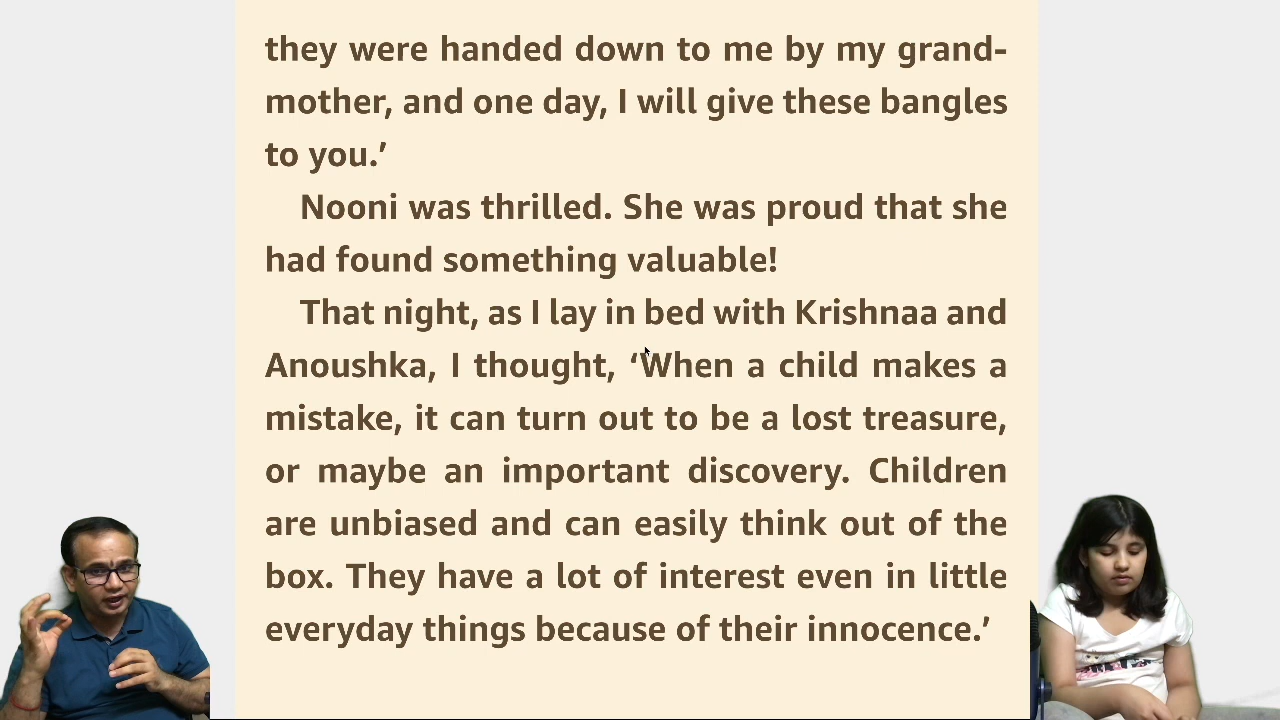 they were handed down to me by my grand-
mother, and one day, I will give these bangles
to you.’
Nooni was thrilled. She was proud that she
had found something valuable!
That night, as I lay in bed with Krishnaa and
Anoushka, I thought, ‘When a child makes a
mistake, it can turn out to be a lost treasure,
or maybe an important discovery. Children
are unbiased and can easily think out of the
box. They have a lot of interest even in little
everyday things because of their innocence.’